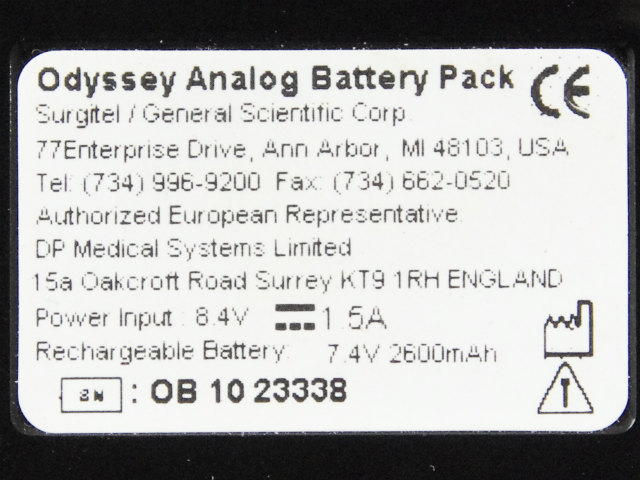 Odyssey Analog Battery Pack CE
Surgitel / General Scientific Corp.
77Enterprise Drive, Ann Arbor, MI 48103, USA
Tel: (734) 996-9200 Fax: (734) 662-0520
Authorized European Representative
DP Medical Systems Limited
15a Oakcroft Road Surrey KT9 1RH ENGLAND
Power Input : 8.4V 1.5A
Rechargeable Battery: 7.4V 2600mAh
SN : OB 10 23338